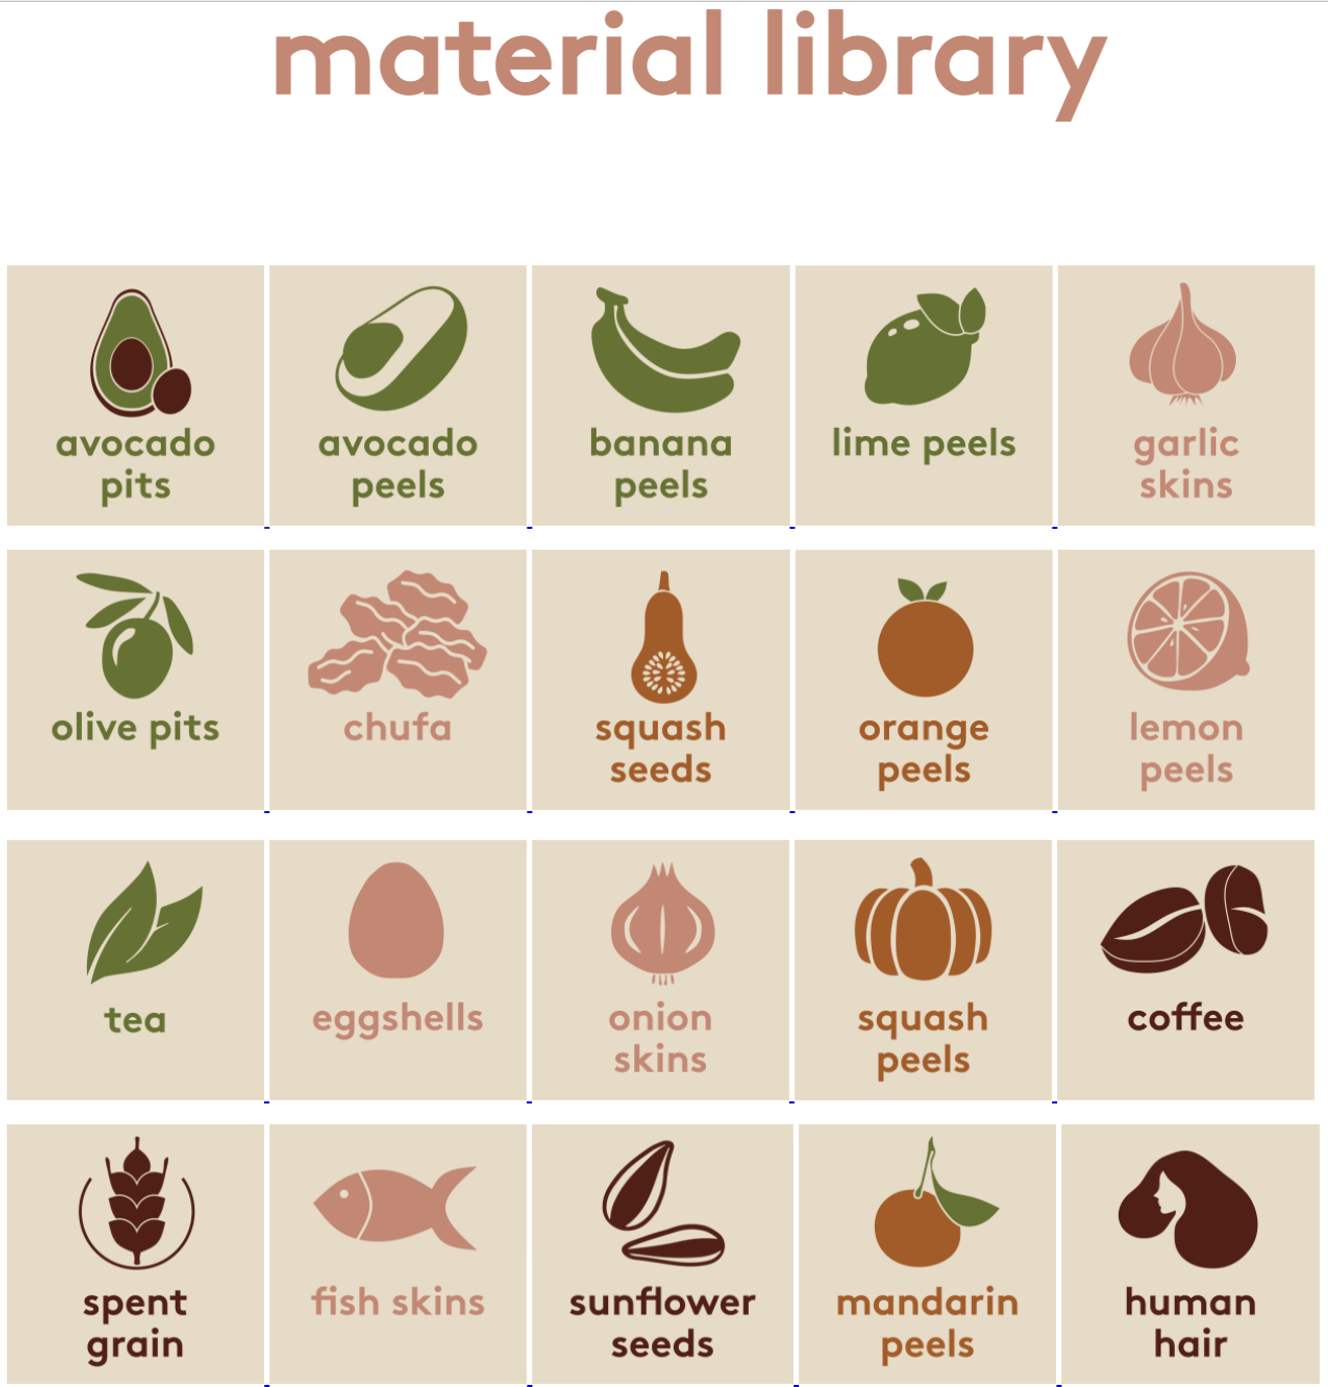 material library
avocado
pits
avocado
peels
banana
peels
lime peels
garlic
skins
olive pits
chufa
squash
seeds
orange
peels
lemon
peels
tea
eggshells
onion
skins
squash
peels
coffee
spent
grain
fish skins
sunflower
seeds
mandarin
peels
human
hair